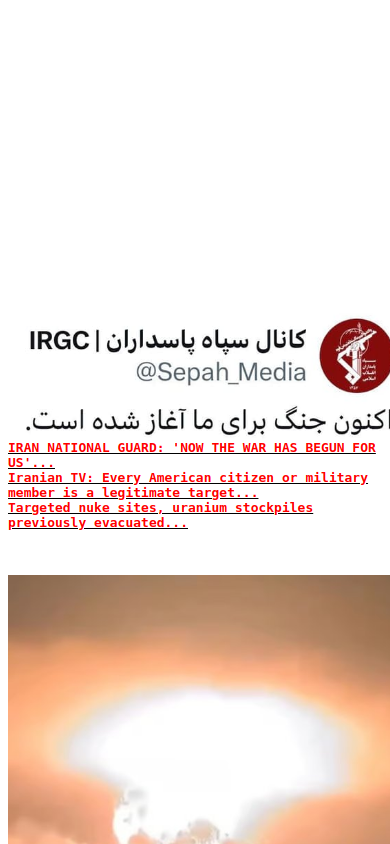 کانال سپاه پاسداران | IRGC
@Sepah_Media
اکنون جنگ برای ما آغاز شده است.
IRAN NATIONAL GUARD: 'NOW THE WAR HAS BEGUN FOR
US'...
Iranian TV: Every American citizen or military
member is a legitimate target...
Targeted nuke sites, uranium stockpiles
previously evacuated...